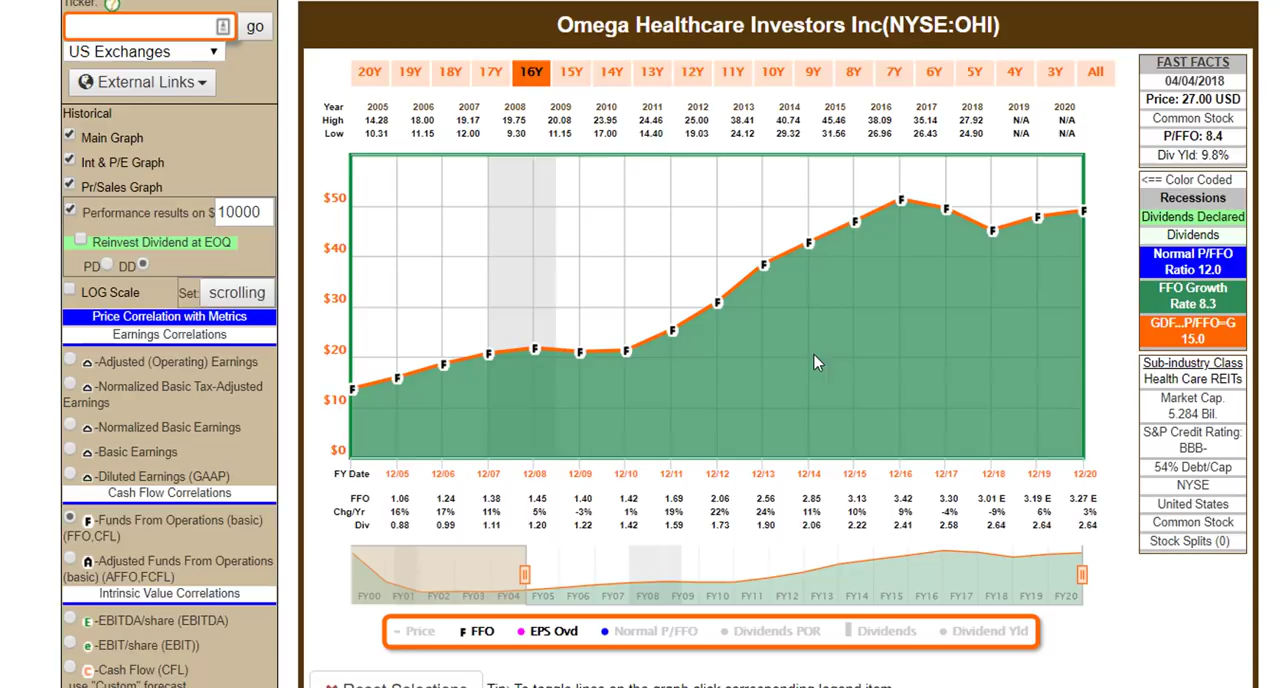 Ticker:
go
US Exchanges
External Links
Historical
Main Graph
Int & P/E Graph
Pr/Sales Graph
Performance results on $ 10000
Reinvest Dividend at EOQ
PD DD
LOG Scale Set: scrolling
Price Correlation with Metrics
Earnings Correlations
-Adjusted (Operating) Earnings
-Normalized Basic Tax-Adjusted
Earnings
-Normalized Basic Earnings
-Basic Earnings
-Diluted Earnings (GAAP)
Cash Flow Correlations
F -Funds From Operations (basic)
(FFO,CFL)
A -Adjusted Funds From Operations
(basic) (AFFO,FCFL)
Intrinsic Value Correlations
E -EBITDA/share (EBITDA)
e -EBIT/share (EBIT))
C -Cash Flow (CFL)
use "Custom" forecast
Omega Healthcare Investors Inc(NYSE:OHI)
20Y 19Y 18Y 17Y 16Y 15Y 14Y 13Y 12Y 11Y 10Y 9Y 8Y 7Y 6Y 5Y 4Y 3Y All
Year 2005 2006 2007 2008 2009 2010 2011 2012 2013 2014 2015 2016 2017 2018 2019 2020
High 14.28 18.00 19.17 19.75 20.08 23.95 24.46 25.00 38.41 40.74 45.46 38.09 35.14 27.92 N/A N/A
Low 10.31 11.15 12.00 9.30 11.15 17.00 14.40 19.03 24.12 29.32 31.56 26.96 26.43 24.90 N/A N/A
$50
$40
$30
$20
$10
$0
F F F F F F F F F F F F F F F F F
FY Date 12/05 12/06 12/07 12/08 12/09 12/10 12/11 12/12 12/13 12/14 12/15 12/16 12/17 12/18 12/19 12/20
FFO 1.06 1.24 1.38 1.45 1.40 1.42 1.69 2.06 2.56 2.85 3.13 3.42 3.30 3.01 E 3.19 E 3.27 E
Chg/Yr 16% 17% 11% 5% -3% 1% 19% 22% 24% 11% 10% 9% -4% -9% 6% 3%
Div 0.88 0.99 1.11 1.20 1.22 1.42 1.59 1.73 1.90 2.06 2.22 2.41 2.58 2.64 2.64 2.64
FY00 FY01 FY02 FY03 FY04 FY05 FY06 FY07 FY08 FY09 FY10 FY11 FY12 FY13 FY14 FY15 FY16 FY17 FY18 FY19 FY20
Price F FFO EPS Ovd Normal P/FFO Dividends POR Dividends Dividend Yld
Reset Selections Tip: To toggle lines on the graph click corresponding legend item
FAST FACTS
04/04/2018
Price: 27.00 USD
Common Stock
P/FFO: 8.4
Div Yld: 9.8%
<== Color Coded
Recessions
Dividends Declared
Dividends
Normal P/FFO
Ratio 12.0
FFO Growth
Rate 8.3
GDF...P/FFO=G
15.0
Sub-industry Class
Health Care REITs
Market Cap.
5.284 Bil.
S&P Credit Rating:
BBB-
54% Debt/Cap
NYSE
United States
Common Stock
Stock Splits (0)